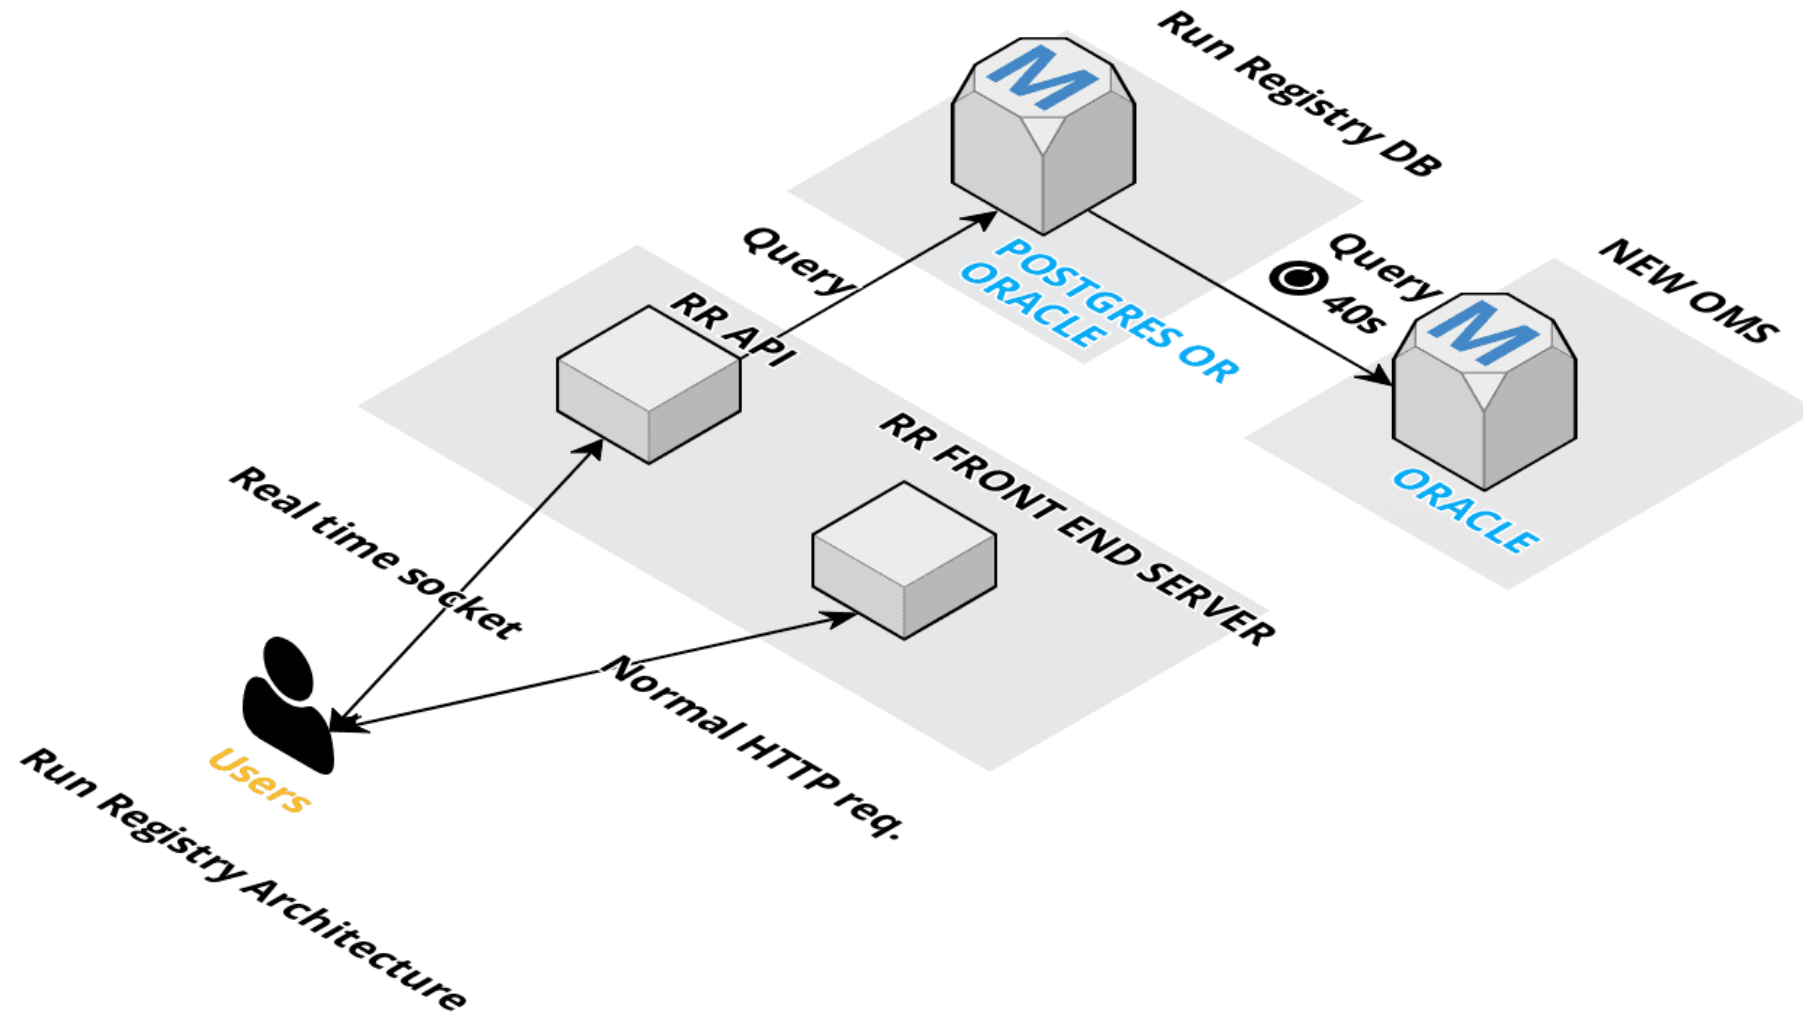 Run Registry DB
M
Query
POSTGRES OR
ORACLE
Query
40s
NEW OMS
M
ORACLE
RR API
RR FRONT END SERVER
Real time socket
Normal HTTP req.
Users
Run Registry Architecture